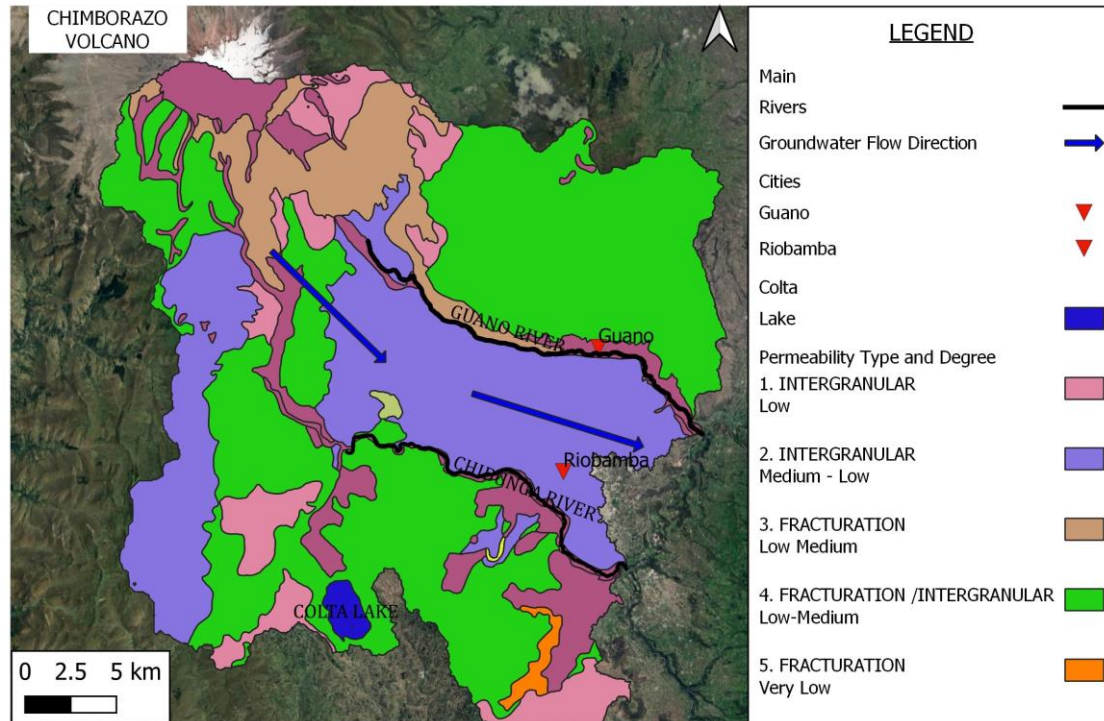 CHIMBORAZO
VOLCANO
GUANO RIVER
Guano
Riobamba
CHIBUNGA RIVER
COLTA LAKE
0 2.5 5 km
LEGEND
Main
Rivers
Groundwater Flow Direction
Cities
Guano
Riobamba
Colta
Lake
Permeability Type and Degree
1. INTERGRANULAR
Low
2. INTERGRANULAR
Medium - Low
3. FRACTURATION
Low Medium
4. FRACTURATION /INTERGRANULAR
Low-Medium
5. FRACTURATION
Very Low